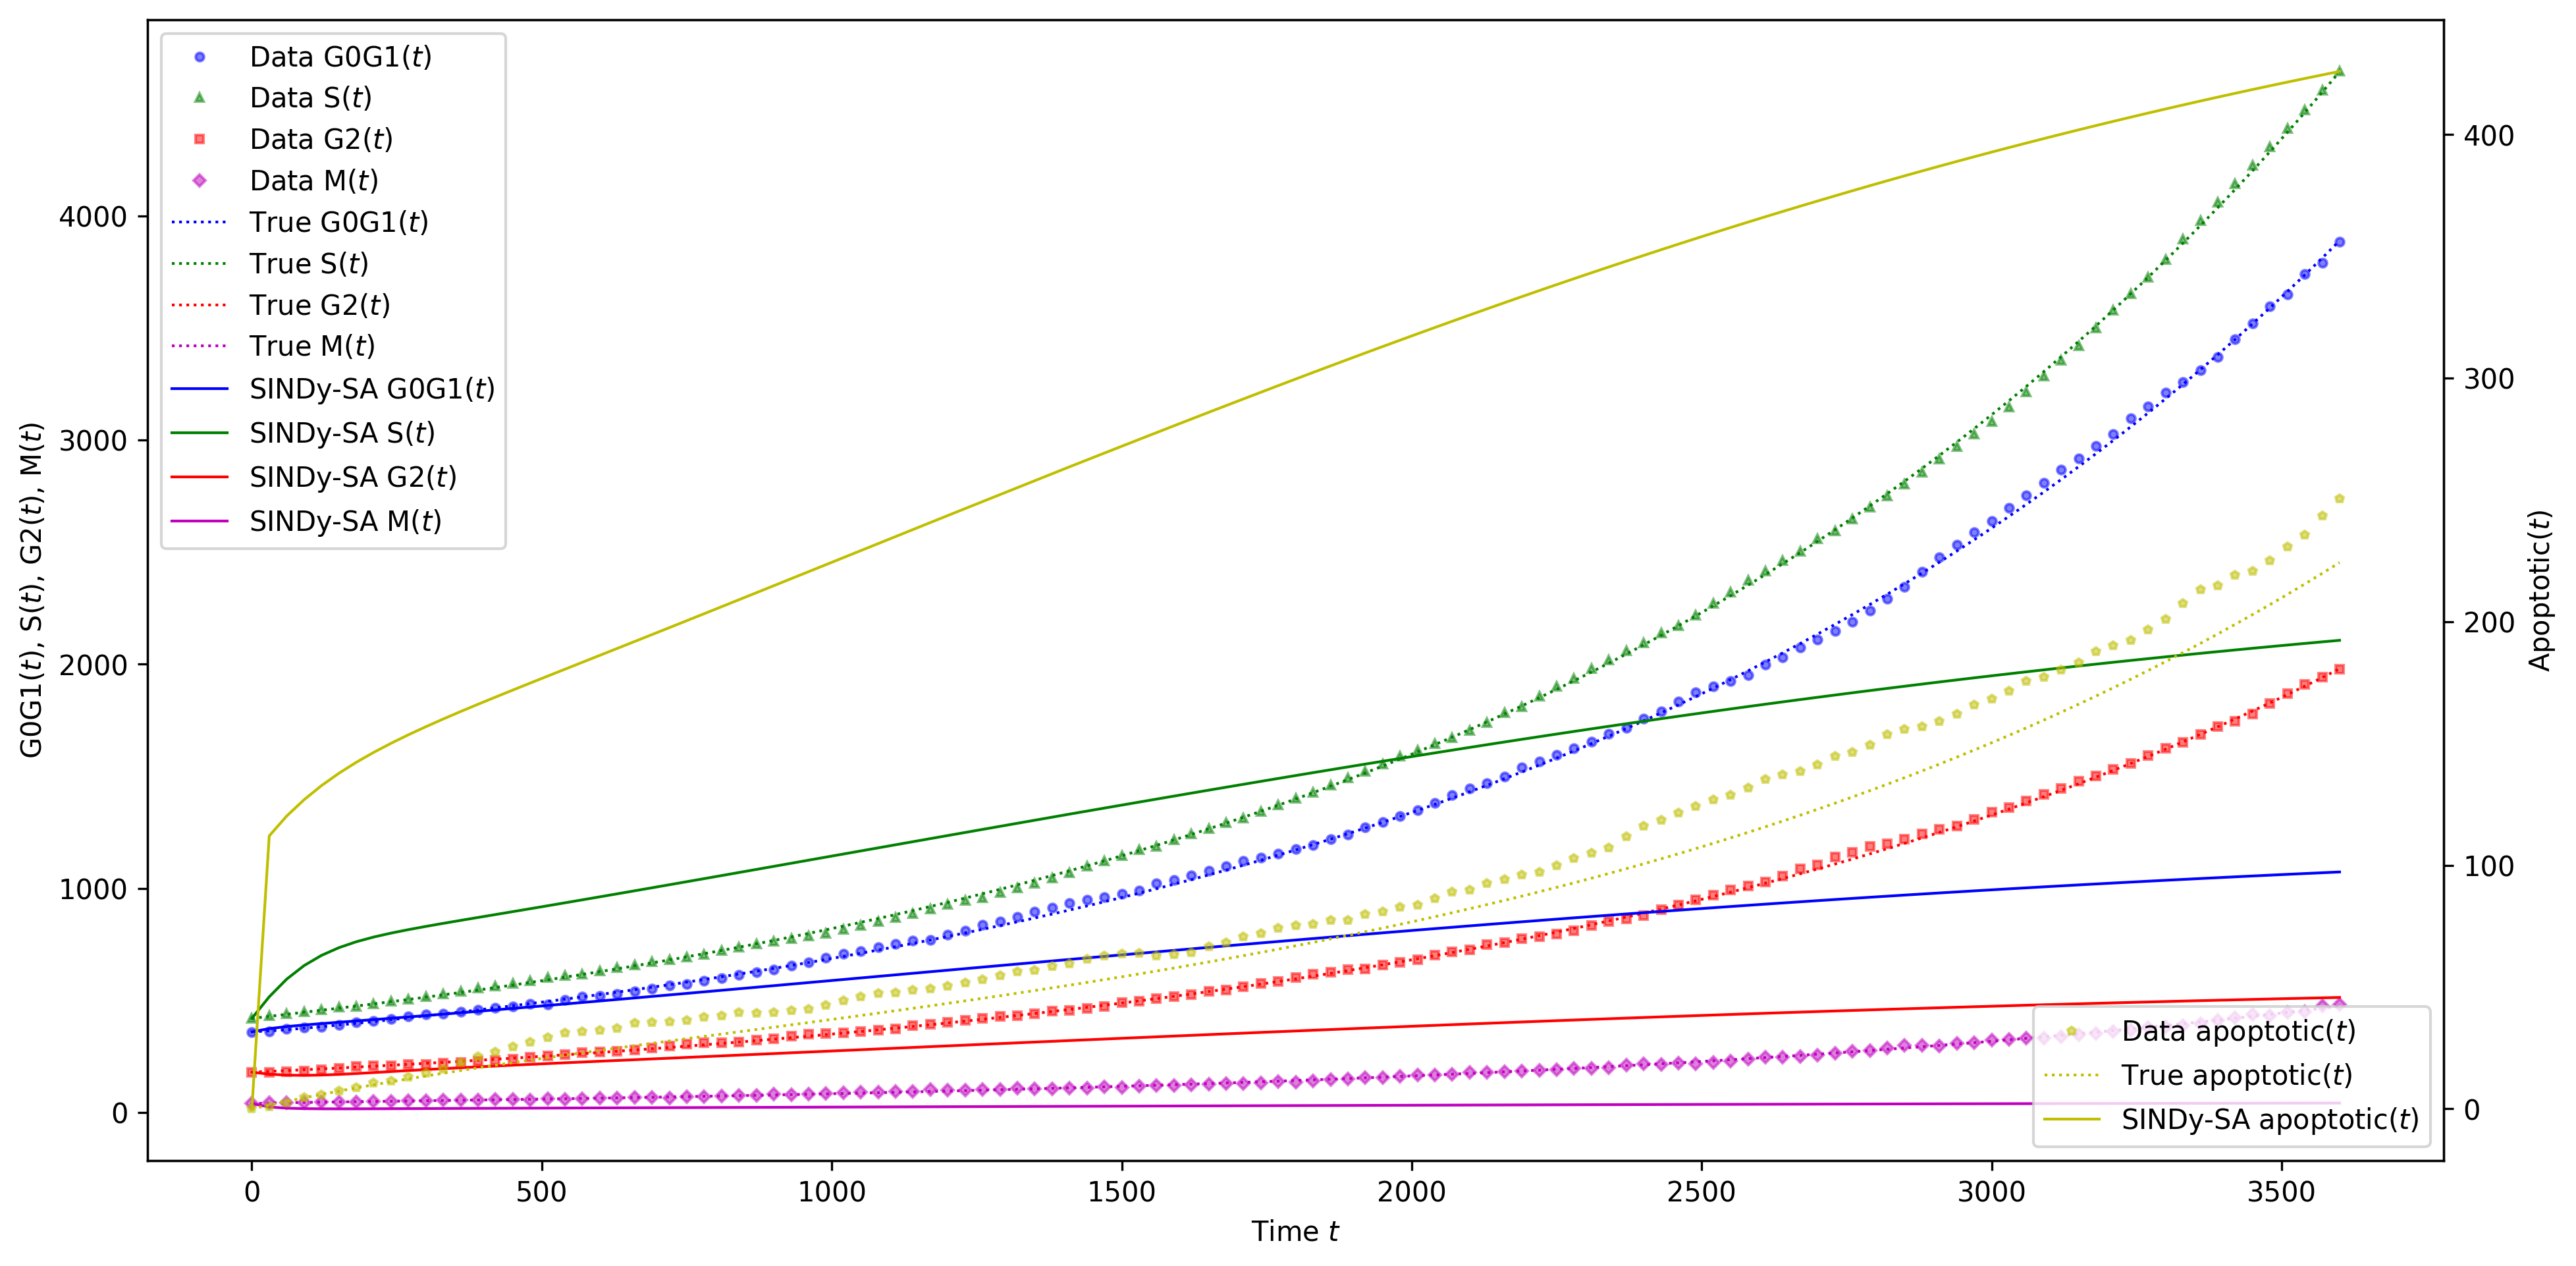 Data G0G1(t)
Data S(t)
Data G2(t)
Data M(t)
True G0G1(t)
True S(t)
True G2(t)
True M(t)
SINDy-SA G0G1(t)
SINDy-SA S(t)
SINDy-SA G2(t)
SINDy-SA M(t)
G0G1(t), S(t), G2(t), M(t)
4000
3000
2000
1000
0
400
300
200
100
0
Apoptotic(t)
Data apoptotic(t)
True apoptotic(t)
SINDy-SA apoptotic(t)
0 500 1000 1500 2000 2500 3000 3500
Time t